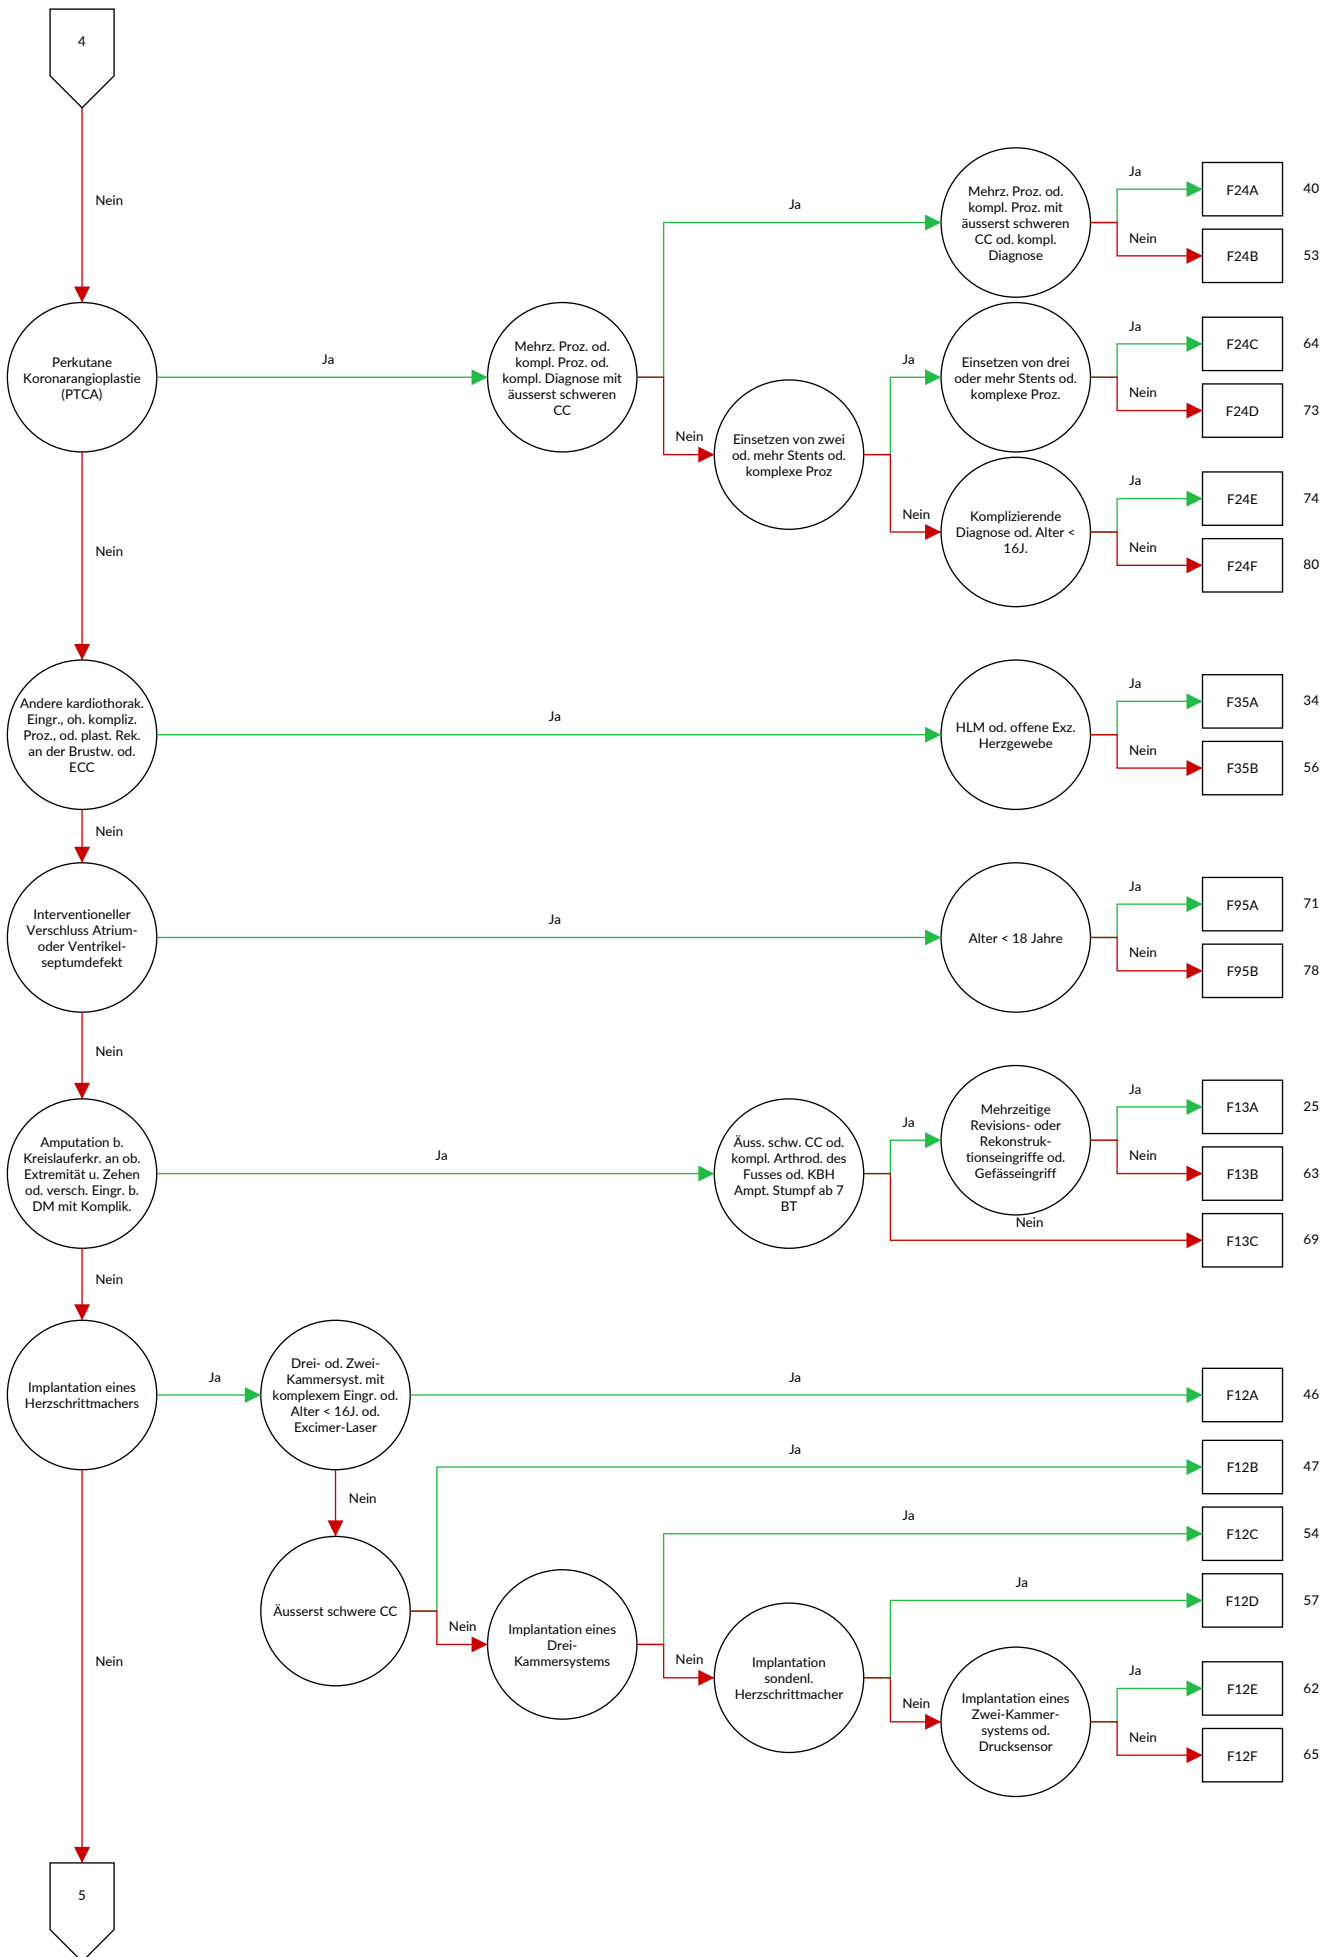 4
Nein
Perkutane
Koronarangioplastie
(PTCA)
Ja
Mehrz. Proz. od.
kompl. Proz. od.
kompl. Diagnose mit
äusserst schweren
CC
Ja
Mehrz. Proz. od.
kompl. Proz. mit
äusserst schweren
CC od. kompl.
Diagnose
Ja
F24A
40
Nein
F24B
53
Nein
Einsetzen von zwei
od. mehr Stents od.
komplexe Proz
Ja
Einsetzen von drei
oder mehr Stents od.
komplexe Proz.
Ja
F24C
64
Nein
F24D
73
Nein
Komplizierende
Diagnose od. Alter <
16J.
Ja
F24E
74
Nein
F24F
80
Nein
Andere kardiothorak.
Eingr., oh. kompliz.
Proz., od. plast. Rek.
an der Brustw. od.
ECC
Ja
HLM od. offene Exz.
Herzgewebe
Ja
F35A
34
Nein
F35B
56
Nein
Interventioneller
Verschluss Atrium-
oder Ventrikel-
septumdefekt
Ja
Alter < 18 Jahre
Ja
F95A
71
Nein
F95B
78
Nein
Amputation b.
Kreislauferkr. an ob.
Extremität u. Zehen
od. versch. Eingr. b.
DM mit Komplik.
Ja
Äuss. schw. CC od.
kompl. Arthrod. des
Fusses od. KBH
Ampt. Stumpf ab 7
BT
Ja
Mehrzeitige
Revisions- oder
Rekonstruk-
tionseingriffe od.
Gefässeingriff
Ja
F13A
25
Nein
F13B
63
Nein
F13C
69
Nein
Implantation eines
Herzschrittmachers
Ja
Drei- od. Zwei-
Kammersyst. mit
komplexem Eingr. od.
Alter < 16J. od.
Excimer-Laser
Ja
F12A
46
Nein
Äusserst schwere CC
Ja
F12B
47
Nein
Implantation eines
Drei-
Kammersystems
Ja
F12C
54
Nein
Implantation
sondenl.
Herzschrittmacher
Ja
F12D
57
Nein
Implantation eines
Zwei-Kammer-
systems od.
Drucksensor
Ja
F12E
62
Nein
F12F
65
Nein
5